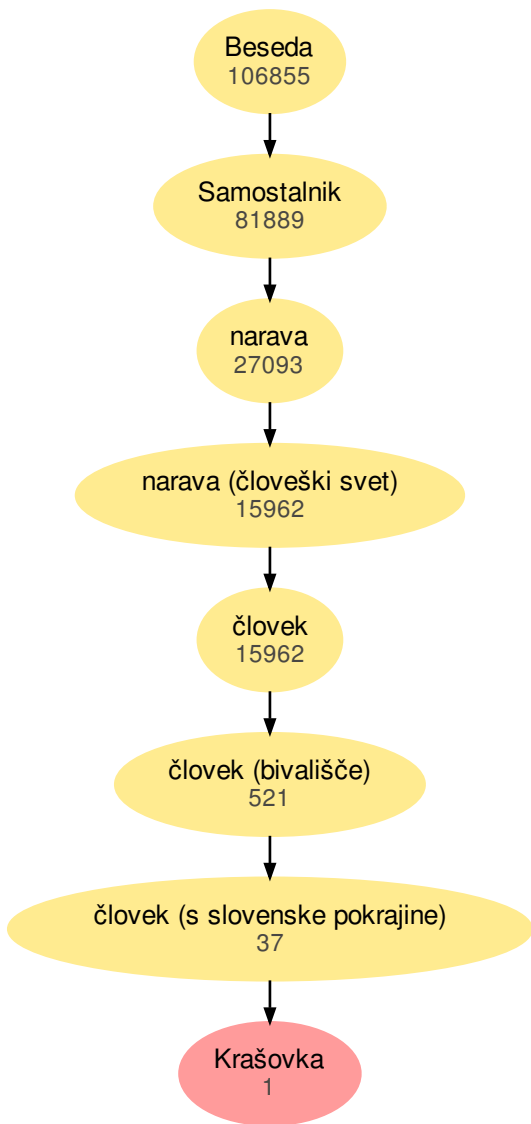 Beseda
106855
Samostalnik
81889
narava
27093
narava (človeški svet)
15962
človek
15962
človek (bivališče)
521
človek (s slovenske pokrajine)
37
Krašovka
1